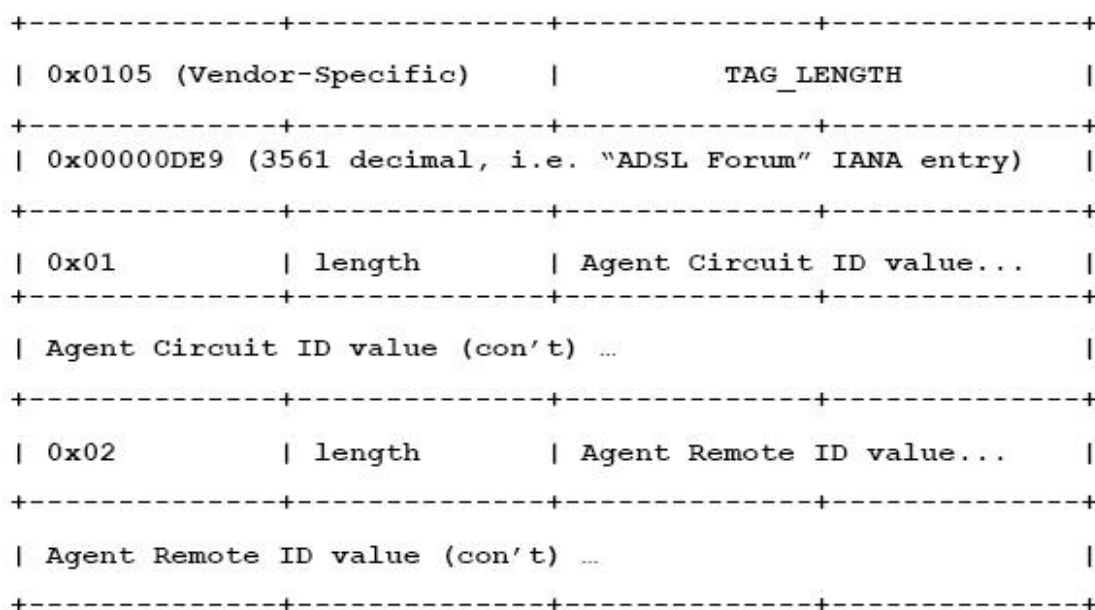 +--------------+--------------+--------------+--------------+
| 0x0105 (Vendor-Specific) | TAG_LENGTH |
+--------------+--------------+--------------+--------------+
| 0x00000DE9 (3561 decimal, i.e. “ADSL Forum” IANA entry) |
+--------------+--------------+--------------+--------------+
| 0x01 | length | Agent Circuit ID value... |
+--------------+--------------+--------------+--------------+
| Agent Circuit ID value (con’t) … |
+--------------+--------------+--------------+--------------+
| 0x02 | length | Agent Remote ID value... |
+--------------+--------------+--------------+--------------+
| Agent Remote ID value (con’t) … |
+--------------+--------------+--------------+--------------+